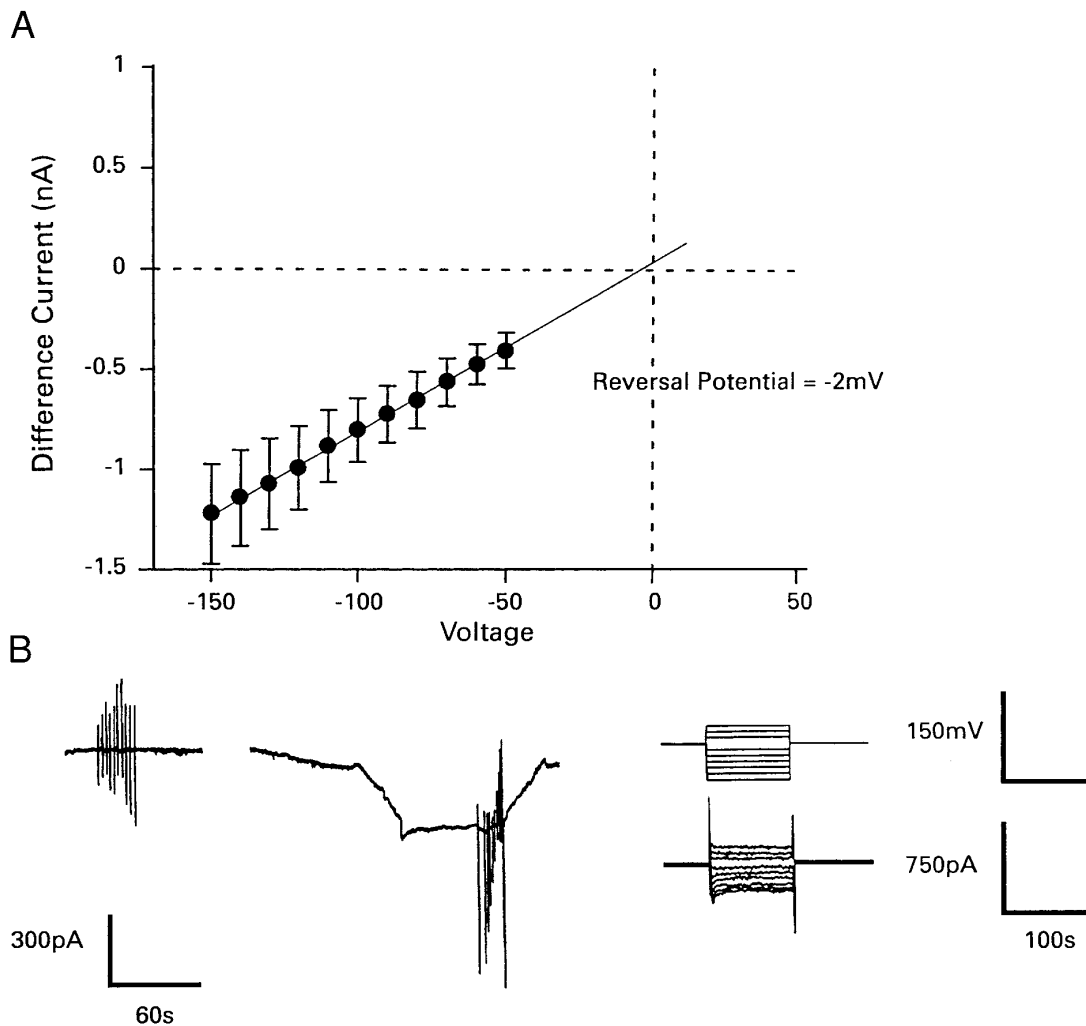 A
1
0.5
0
-0.5
-1
-1.5
Difference Current (nA)
Reversal Potential = -2mV
-150
-100
-50
0
50
Voltage
B
150mV
750pA
100s
300pA
60s